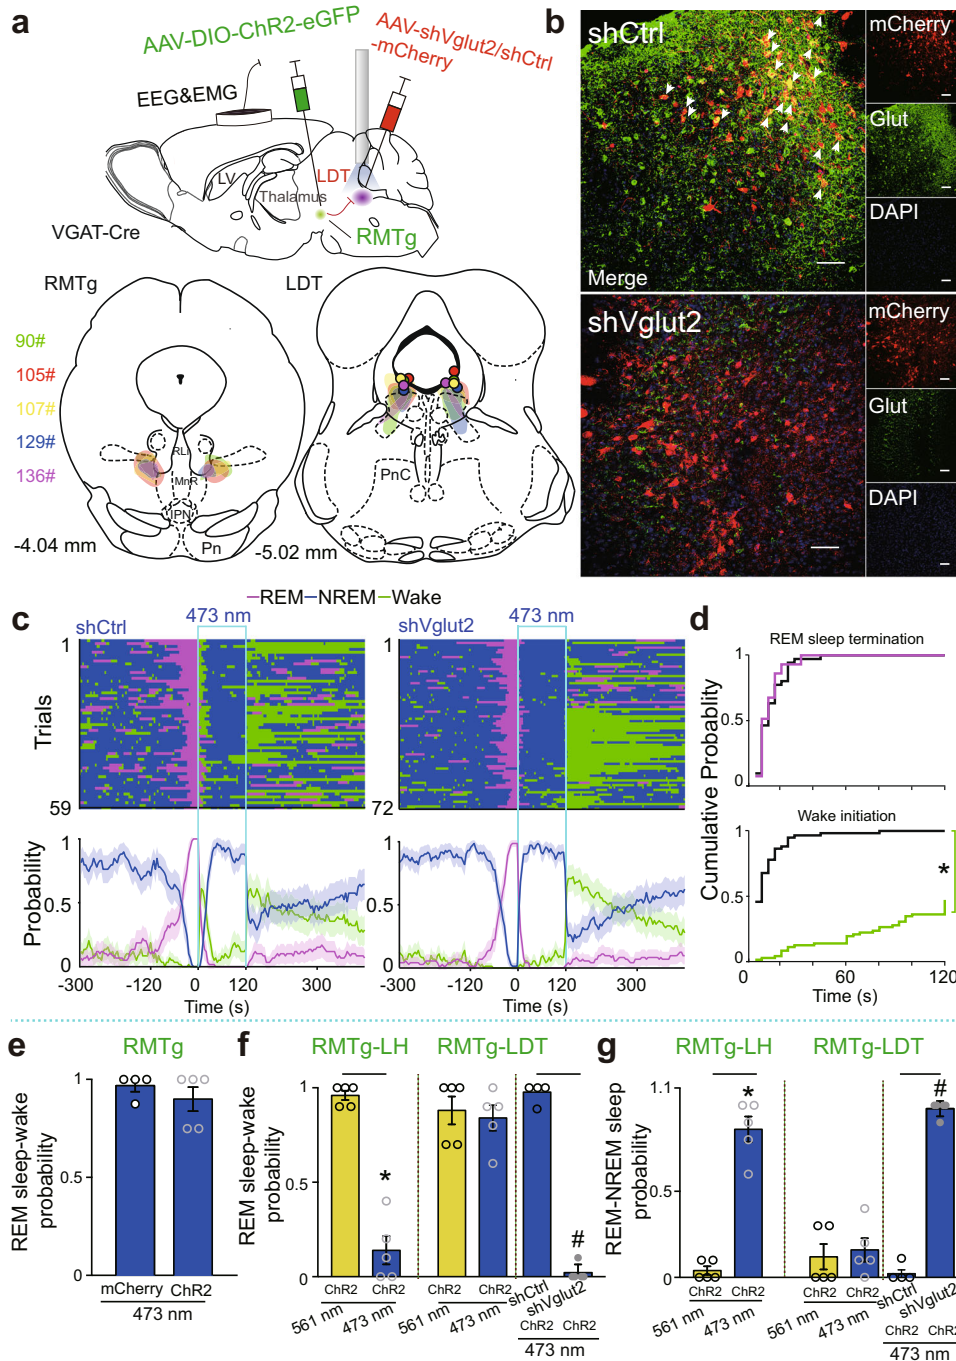 a
AAV-DIO-ChR2-eGFP
AAV-shVglut2/shCtrl
-mCherry
EEG&EMG
LV
LDT
Thalamus
RMTg
VGAT-Cre
RMTg
LDT
90#
105#
107#
129#
136#
RLi
MnR
IPN
Pn
-4.04 mm
PnC
-5.02 mm
b
shCtrl
mCherry
Glut
DAPI
Merge
shVglut2
mCherry
Glut
DAPI
c
REM NREM Wake
473 nm
shCtrl
shVglut2
1
Trials
59
1
72
1
Probability
0.5
0
-300 -120 0 120 300
Time (s)
1
0.5
0
-300 -120 0 120 300
Time (s)
d
REM sleep termination
1
0.5
0
Cumulative Probablity
Wake initiation
1
*
0.5
0
0 60 120
Time (s)
e
RMTg
REM sleep-wake
probability
1
0.5
0
mCherry ChR2
473 nm
f
RMTg-LH RMTg-LDT
REM sleep-wake
probability
1
0.5
0
*
#
ChR2 ChR2 ChR2 ChR2 shCtrl shVglut2
561 nm 473 nm 561 nm 473 nm
ChR2 ChR2
473 nm
g
RMTg-LH RMTg-LDT
REM-NREM sleep
probability
1.1
0.5
0
*
#
ChR2 ChR2 ChR2 ChR2 shCtrl shVglut2
561 nm 473 nm 561 nm 473 nm
ChR2 ChR2
473 nm